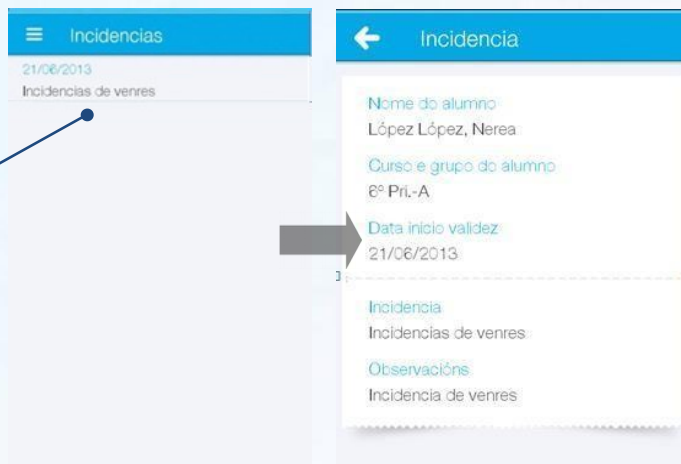 Incidencias
21/06/2013
Incidencias de venres
Incidencia
Nome do alumno
López López, Nerea
Curso e grupo do alumno
6º Pri.-A
Data inicio validez
21/06/2013
Incidencia
Incidencias de venres
Observacións
Incidencia de venres